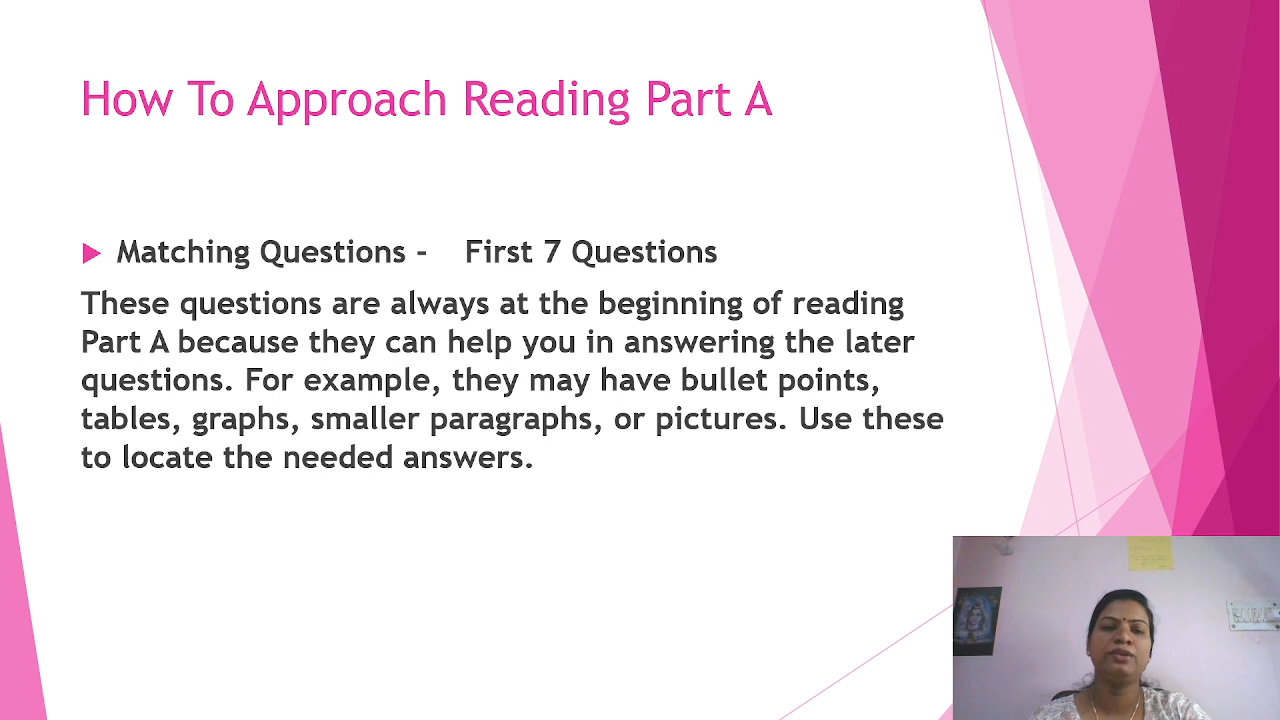 How To Approach Reading Part A
Matching Questions - First 7 Questions
These questions are always at the beginning of reading
Part A because they can help you in answering the later
questions. For example, they may have bullet points,
tables, graphs, smaller paragraphs, or pictures. Use these
to locate the needed answers.